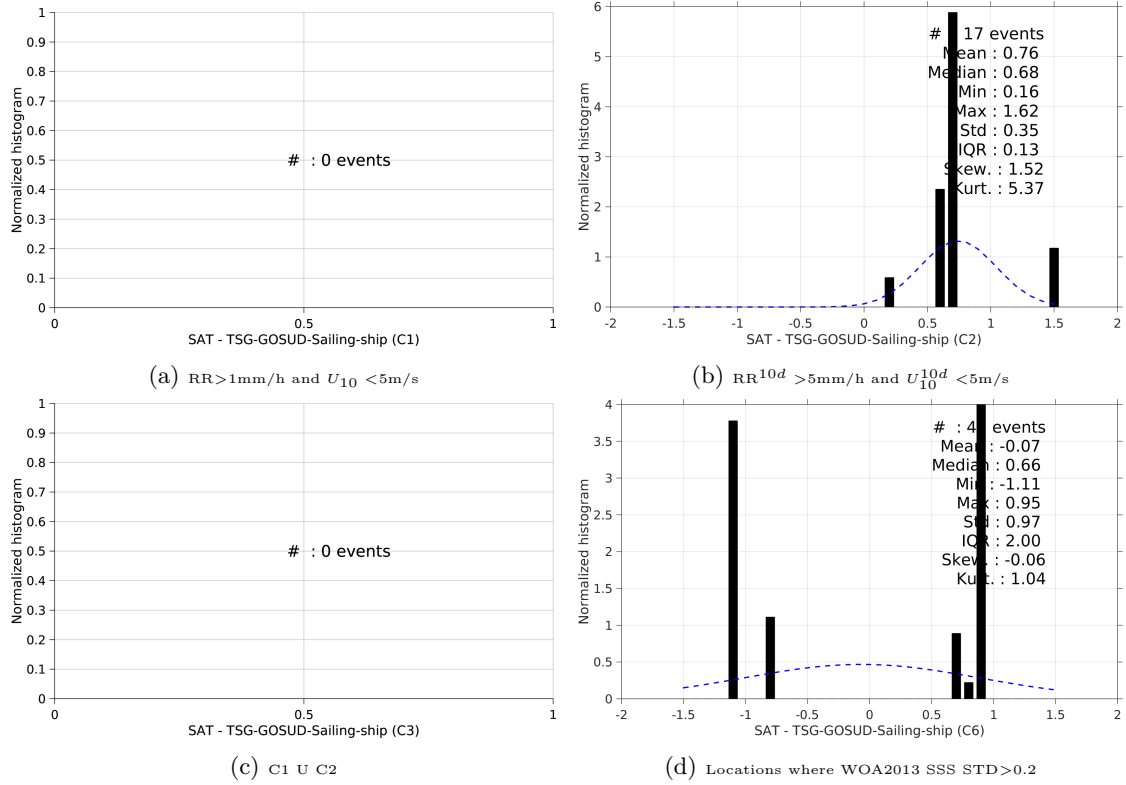 Normalized histogram
1
0.9
0.8
0.7
0.6
0.5
0.4
0.3
0.2
0.1
0
# : 0 events
0 0.5 1
SAT - TSG-GOSUD-Sailing-ship (C1)
(a) RR>1mm/h and U10 <5m/s
Normalized histogram
6
5
4
3
2
1
0
# 17 events
Mean : 0.76
Median : 0.68
Min : 0.16
Max : 1.62
Std : 0.35
IQR : 0.13
Skew. : 1.52
Kurt. : 5.37
-2 -1.5 -1 -0.5 0 0.5 1 1.5 2
SAT - TSG-GOSUD-Sailing-ship (C2)
(b) RR^10d >5mm/h and U_10^10d <5m/s
Normalized histogram
1
0.9
0.8
0.7
0.6
0.5
0.4
0.3
0.2
0.1
0
# : 0 events
0 0.5 1
SAT - TSG-GOSUD-Sailing-ship (C3)
(c) C1 U C2
Normalized histogram
4
3.5
3
2.5
2
1.5
1
0.5
0
# : events
Mean : -0.07
Median : 0.66
Min : -1.11
Max : 0.95
Std : 0.97
IQR : 2.00
Skew. : -0.06
Kurt. : 1.04
-2 -1.5 -1 -0.5 0 0.5 1 1.5 2
SAT - TSG-GOSUD-Sailing-ship (C6)
(d) Locations where WOA2013 SSS STD>0.2